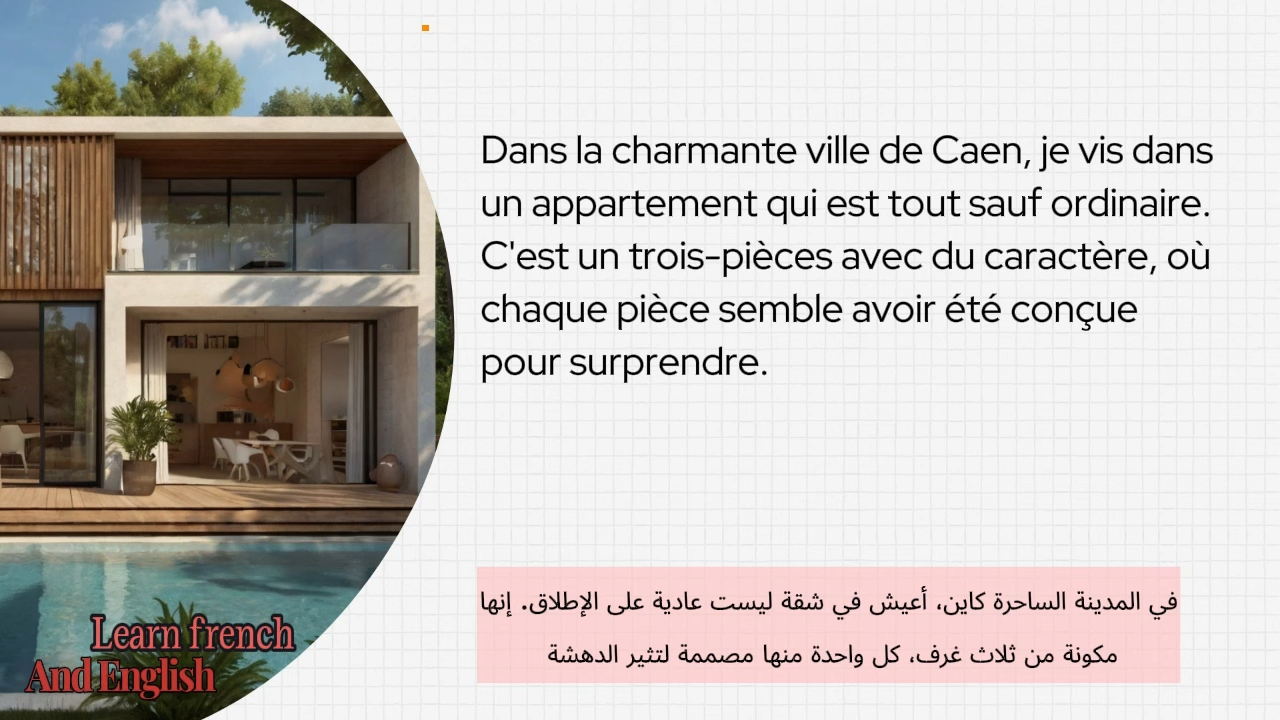 Dans la charmante ville de Caen, je vis dans
un appartement qui est tout sauf ordinaire.
C'est un trois-pièces avec du caractère, où
chaque pièce semble avoir été conçue
pour surprendre.
في المدينة الساحرة كاين، أعيش في شقة ليست عادية على الإطلاق. إنها
مكونة من ثلاث غرف، كل واحدة منها مصممة لتثير الدهشة
Learn french
And English